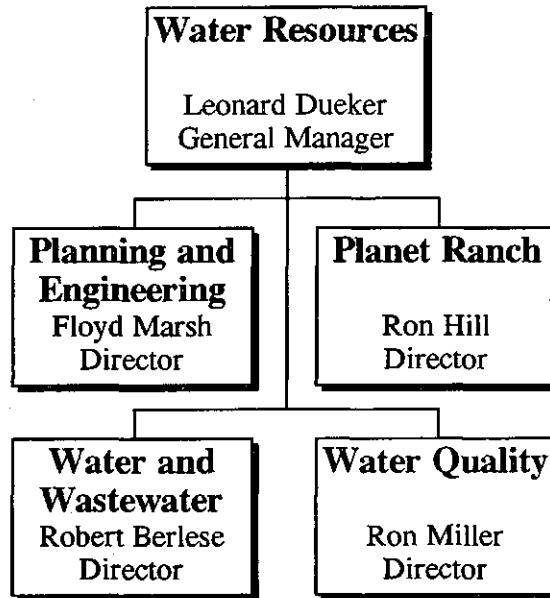 Water Resources
Leonard Dueker
General Manager
Planning and
Engineering
Floyd Marsh
Director
Planet Ranch
Ron Hill
Director
Water and
Wastewater
Robert Berlese
Director
Water Quality
Ron Miller
Director